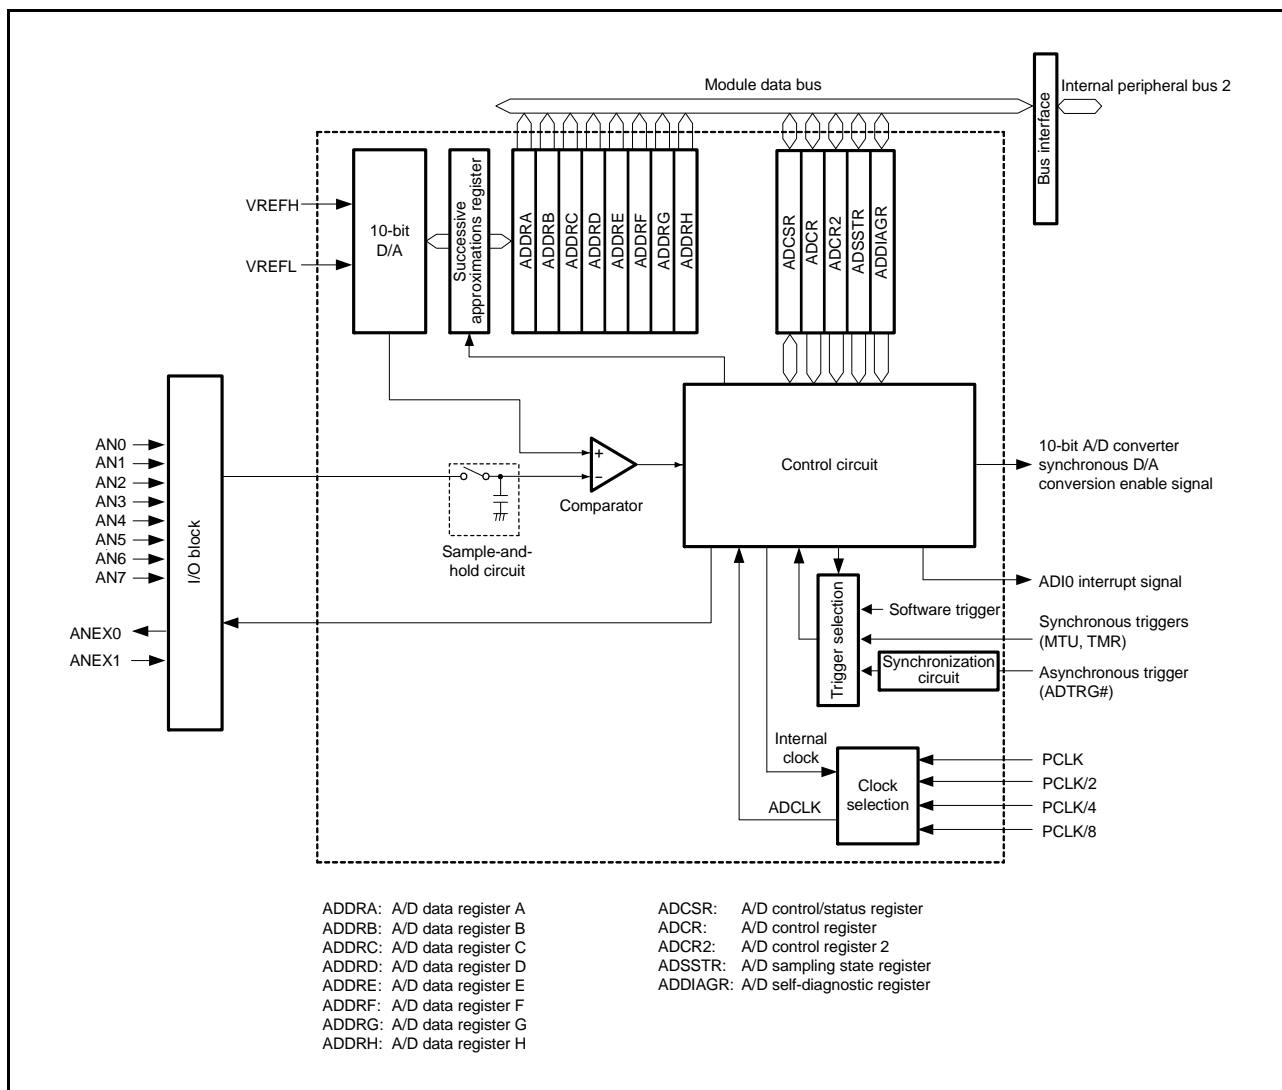 Module data bus
Internal peripheral bus 2
Bus interface
VREFH
VREFL
10-bit
D/A
Successive
approximations register
ADDRA
ADDRB
ADDRC
ADDRD
ADDRE
ADDRF
ADDRG
ADDRH
ADCSR
ADCR
ADCR2
ADSSTR
ADDIAGR
AN0
AN1
AN2
AN3
AN4
AN5
AN6
AN7
ANEX0
ANEX1
I/O block
Sample-and-
hold circuit
+
−
Comparator
Control circuit
10-bit A/D converter
synchronous D/A
conversion enable signal
ADI0 interrupt signal
Trigger selection
Software trigger
Synchronous triggers
(MTU, TMR)
Synchronization
circuit
Asynchronous trigger
(ADTRG#)
Internal
clock
ADCLK
Clock
selection
PCLK
PCLK/2
PCLK/4
PCLK/8
ADDRA: A/D data register A
ADDRB: A/D data register B
ADDRC: A/D data register C
ADDRD: A/D data register D
ADDRE: A/D data register E
ADDRF: A/D data register F
ADDRG: A/D data register G
ADDRH: A/D data register H
ADCSR: A/D control/status register
ADCR: A/D control register
ADCR2: A/D control register 2
ADSSTR: A/D sampling state register
ADDIAGR: A/D self-diagnostic register